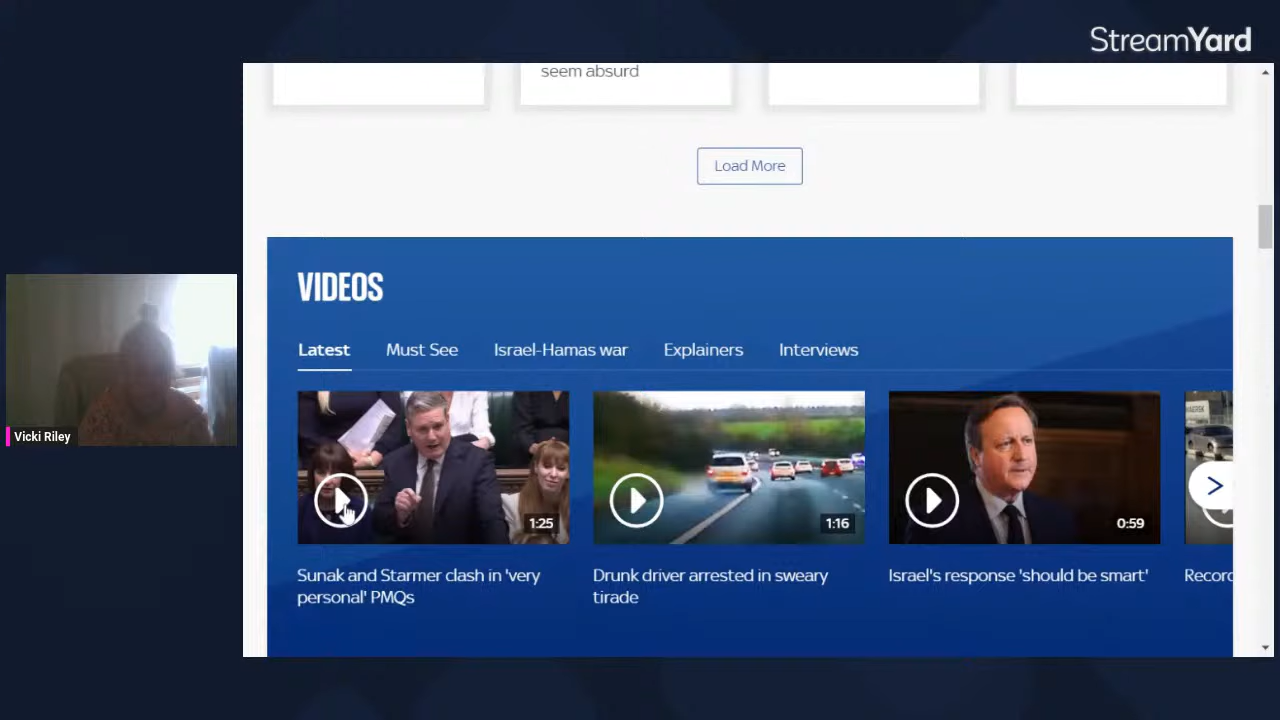 StreamYard
seem absurd
Load More
VIDEOS
Latest Must See Israel-Hamas war Explainers Interviews
1:25
1:16
0:59
Sunak and Starmer clash in 'very
personal' PMQs
Drunk driver arrested in sweary
tirade
Israel's response 'should be smart'
Record
Vicki Riley